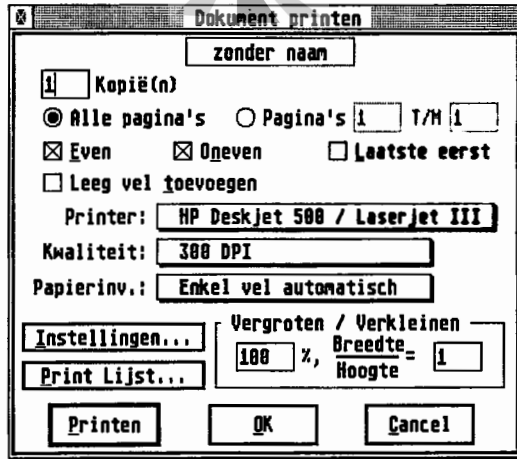 Dokument printen
zonder naam
1 Kopië(n)
Alle pagina's Pagina's 1 T/M 1
Even Oneven Laatste eerst
Leeg vel toevoegen
Printer: HP Deskjet 500 / Laserjet III
Kwaliteit: 300 DPI
Papierinv.: Enkel vel automatisch
Vergroten / Verkleinen
Instellingen...
100 %, Breedte/Hoogte = 1
Print Lijst...
Printen OK Cancel